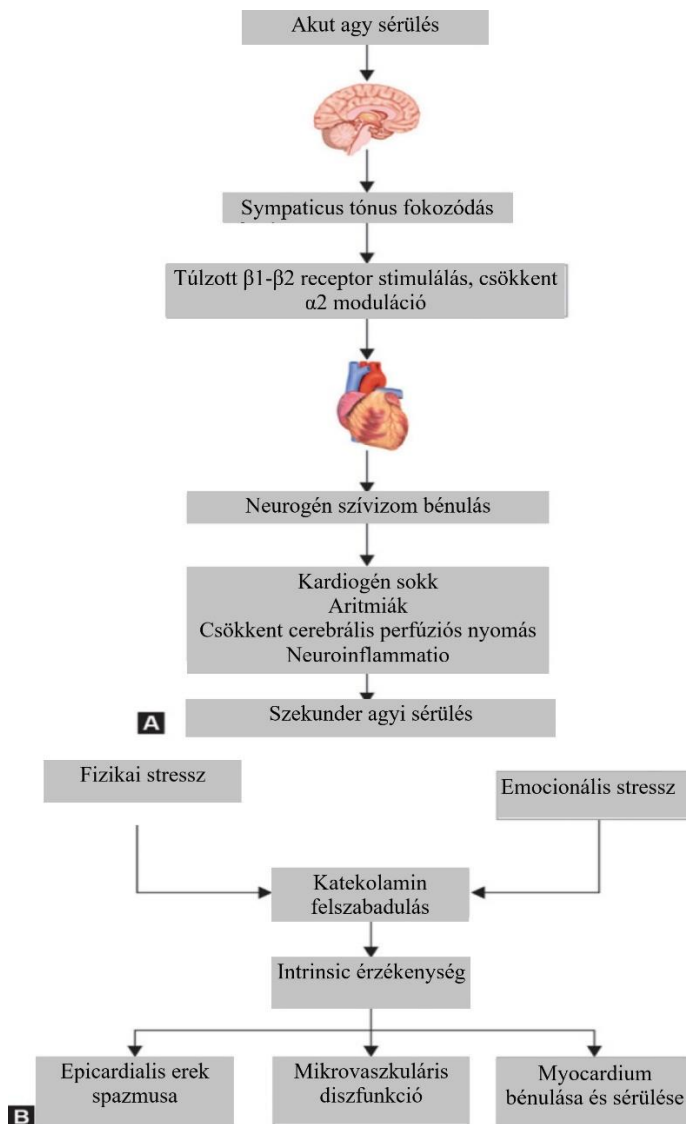 Akut agy sérülés
Sympaticus tónus fokozódás
Túlzott β1-β2 receptor stimulálás, csökkent
α2 moduláció
Neurogén szívizom bénulás
Kardiogén sokk
Aritmiák
Csökkent cerebrális perfúziós nyomás
Neuroinflammatio
Szekunder agyi sérülés
A
Fizikai stressz
Emocionális stressz
Katekolamin
felszabadulás
Intrinsic érzékenység
Epicardialis erek
spazmusa
Mikrovaszkuláris
diszfunkció
Myocardium
bénulása és sérülése
B